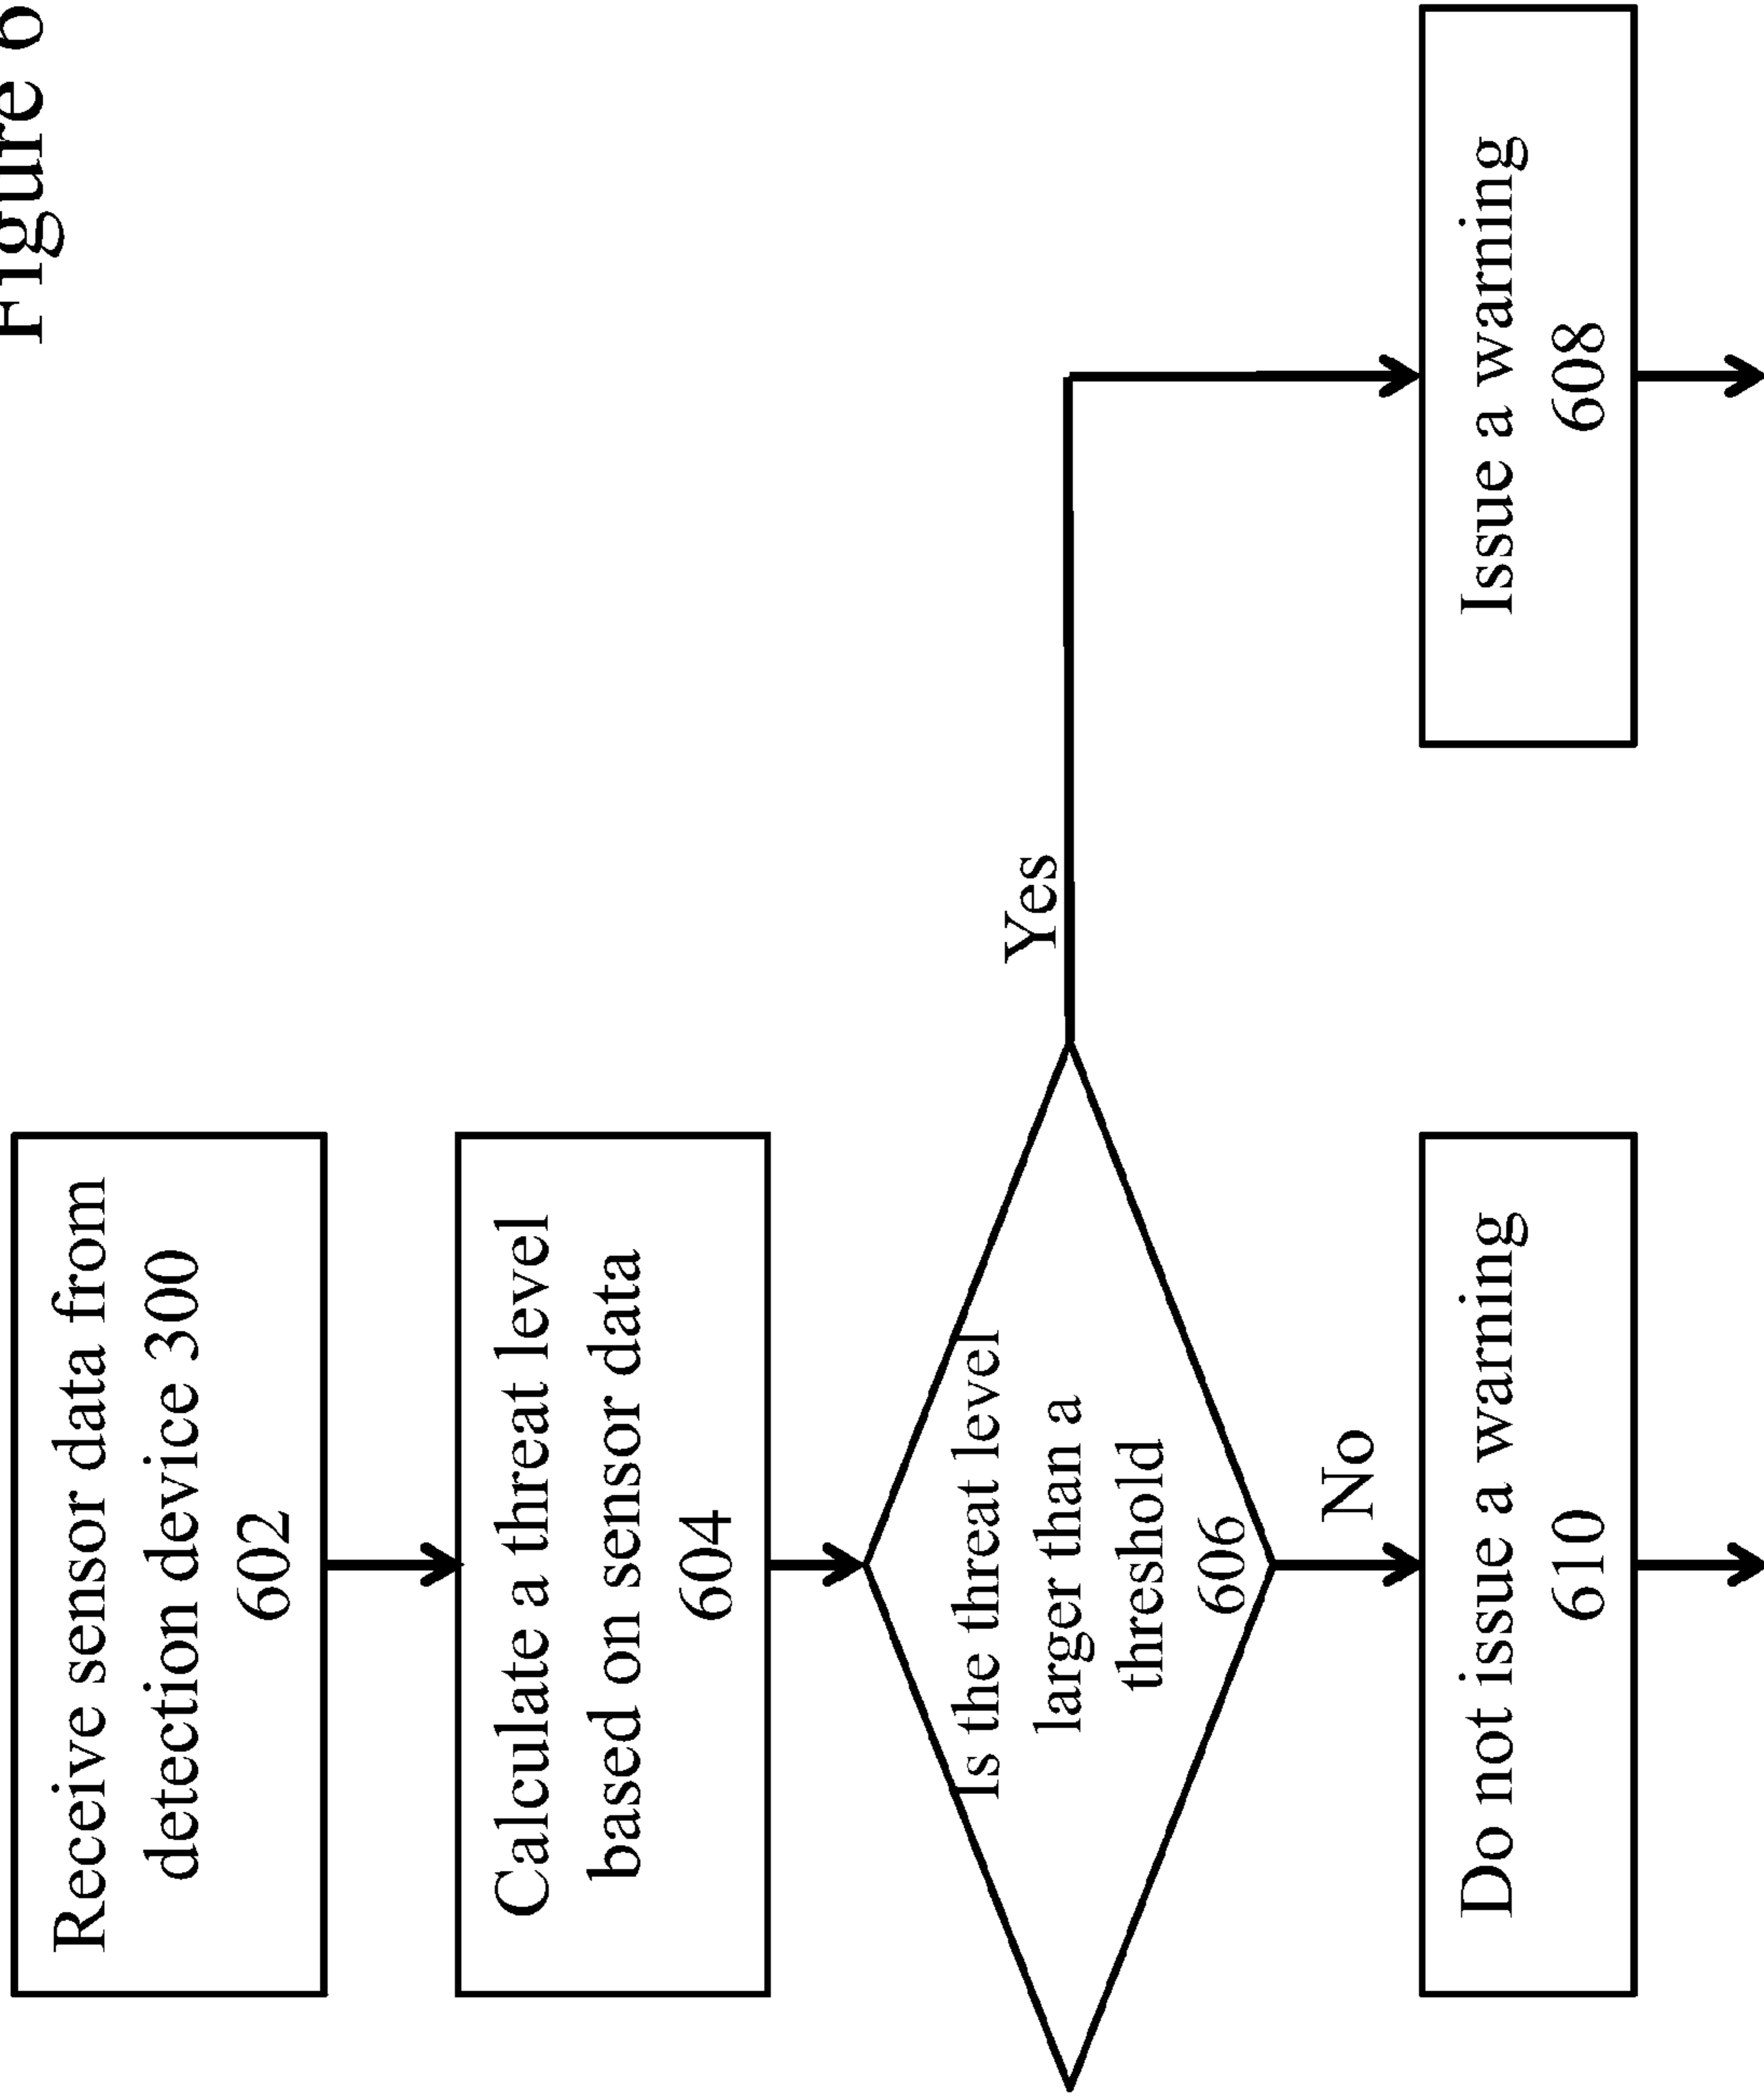 Figure 6
Receive sensor data from
detection device 300
602
Calculate a threat level
based on sensor data
604
Is the threat level
larger than a
threshold
606
Yes
No
Issue a warning
608
Do not issue a warning
610